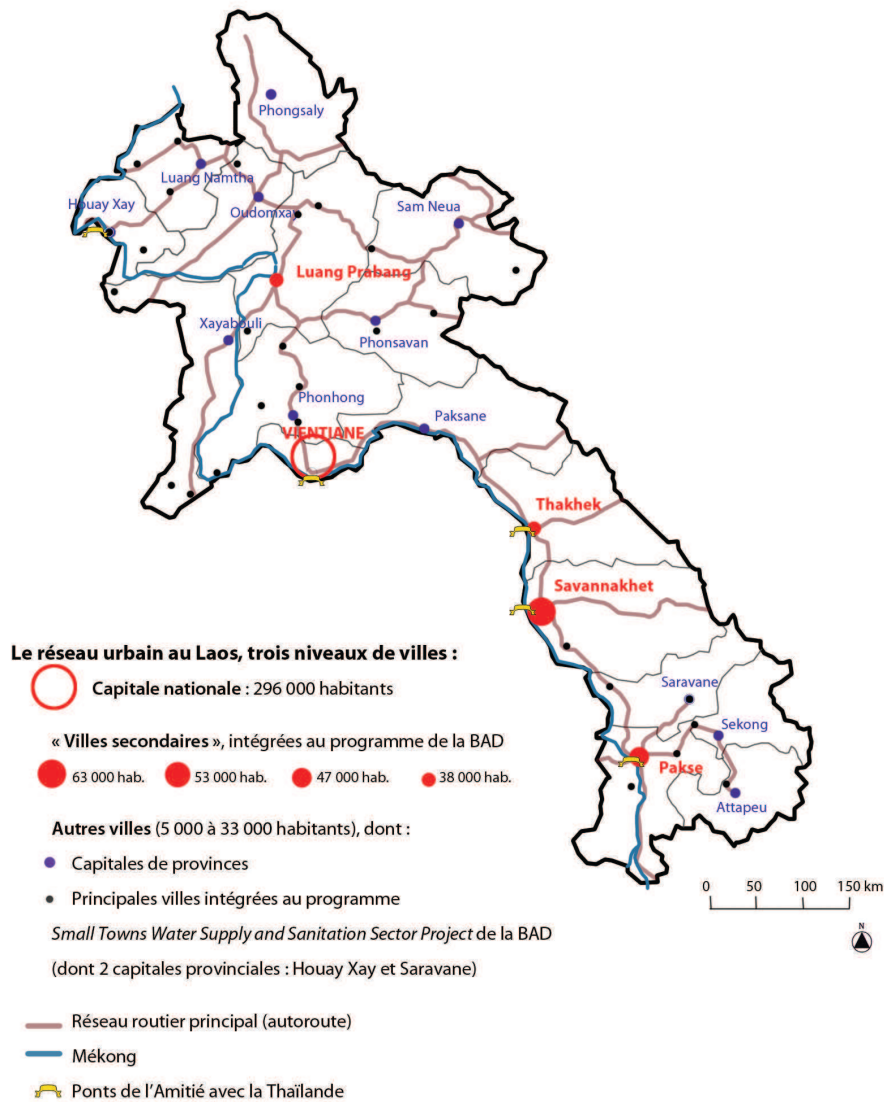 Phongsaly
Luang Namtha
Houay Xay
Oudomxay
Sam Neua
Luang Prabang
Xayabouli
Phonsavan
Phonhong
Paksane
VIENTIANE
Thakhek
Savannakhet
Saravane
Sekong
Pakse
Attapeu
Le réseau urbain au Laos, trois niveaux de villes :
Capitale nationale : 296 000 habitants
« Villes secondaires », intégrées au programme de la BAD
63 000 hab. 53 000 hab. 47 000 hab. 38 000 hab.
Autres villes (5 000 à 33 000 habitants), dont :
Capitales de provinces
Principales villes intégrées au programme
Small Towns Water Supply and Sanitation Sector Project de la BAD
(dont 2 capitales provinciales : Houay Xay et Saravane)
Réseau routier principal (autoroute)
Mékong
Ponts de l'Amitié avec la Thaïlande
0 50 100 150 km
N